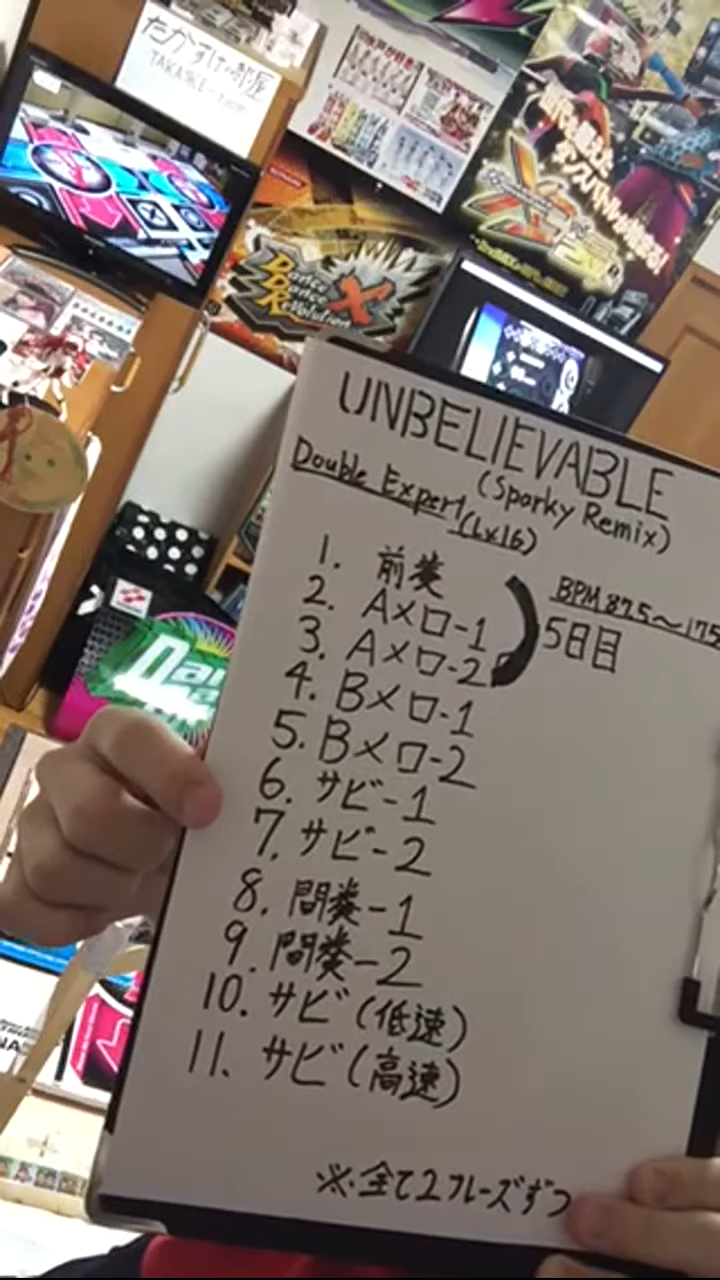 たかすけの部屋
TAKASKE-room
KONAMI
Dance
Dance
Revolution
X
UNBELIEVABLE
(Sparky Remix)
Double Expert (Lv16)
BPM 87.5～175
1. 前奏
2. Aメロ-1
3. Aメロ-2
5日目
4. Bメロ-1
5. Bメロ-2
6. サビ-1
7. サビ-2
8. 間奏-1
9. 間奏-2
10. サビ(低速)
11. サビ(高速)
※全て2フレーズずつ